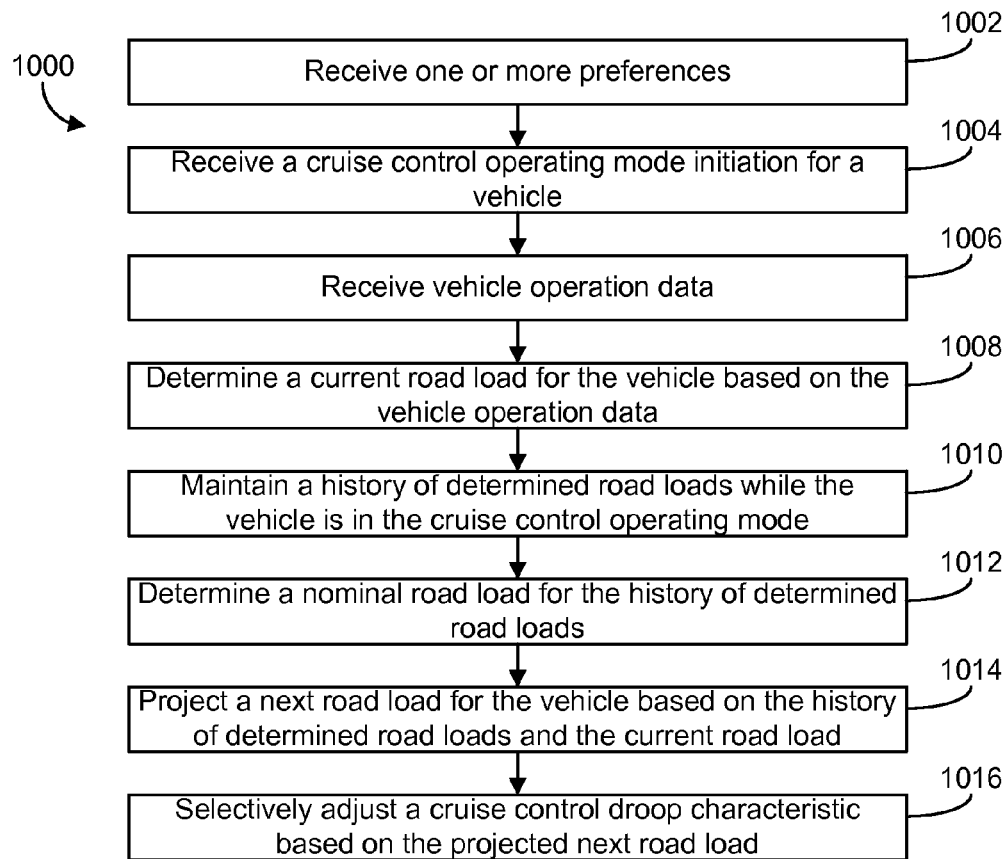 1000
1002
Receive one or more preferences
1004
Receive a cruise control operating mode initiation for a
vehicle
1006
Receive vehicle operation data
1008
Determine a current road load for the vehicle based on the
vehicle operation data
1010
Maintain a history of determined road loads while the
vehicle is in the cruise control operating mode
1012
Determine a nominal road load for the history of determined
road loads
1014
Project a next road load for the vehicle based on the history
of determined road loads and the current road load
1016
Selectively adjust a cruise control droop characteristic
based on the projected next road load